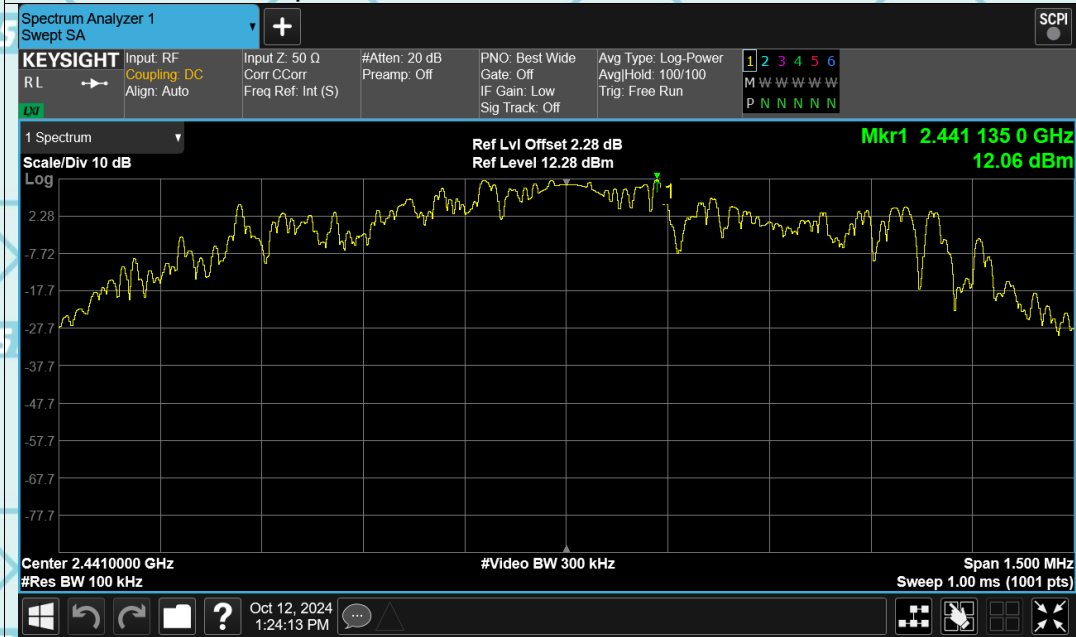 Spectrum Analyzer 1
Swept SA
+
SCPI
KEYSIGHT
R L
LXI
Input: RF
Coupling: DC
Align: Auto
Input Z: 50 Ω
Corr CCorr
Freq Ref: Int (S)
#Atten: 20 dB
Preamp: Off
PNO: Best Wide
Gate: Off
IF Gain: Low
Sig Track: Off
Avg Type: Log-Power
Avg|Hold: 100/100
Trig: Free Run
1 2 3 4 5 6
M W W W W W
P N N N N N
1 Spectrum
Scale/Div 10 dB
Log
Ref Lvl Offset 2.28 dB
Ref Level 12.28 dBm
Mkr1 2.441 135 0 GHz
12.06 dBm
1
2.28
-7.72
-17.7
-27.7
-37.7
-47.7
-57.7
-67.7
-77.7
Center 2.4410000 GHz
#Res BW 100 kHz
#Video BW 300 kHz
Span 1.500 MHz
Sweep 1.00 ms (1001 pts)
?
Oct 12, 2024
1:24:13 PM